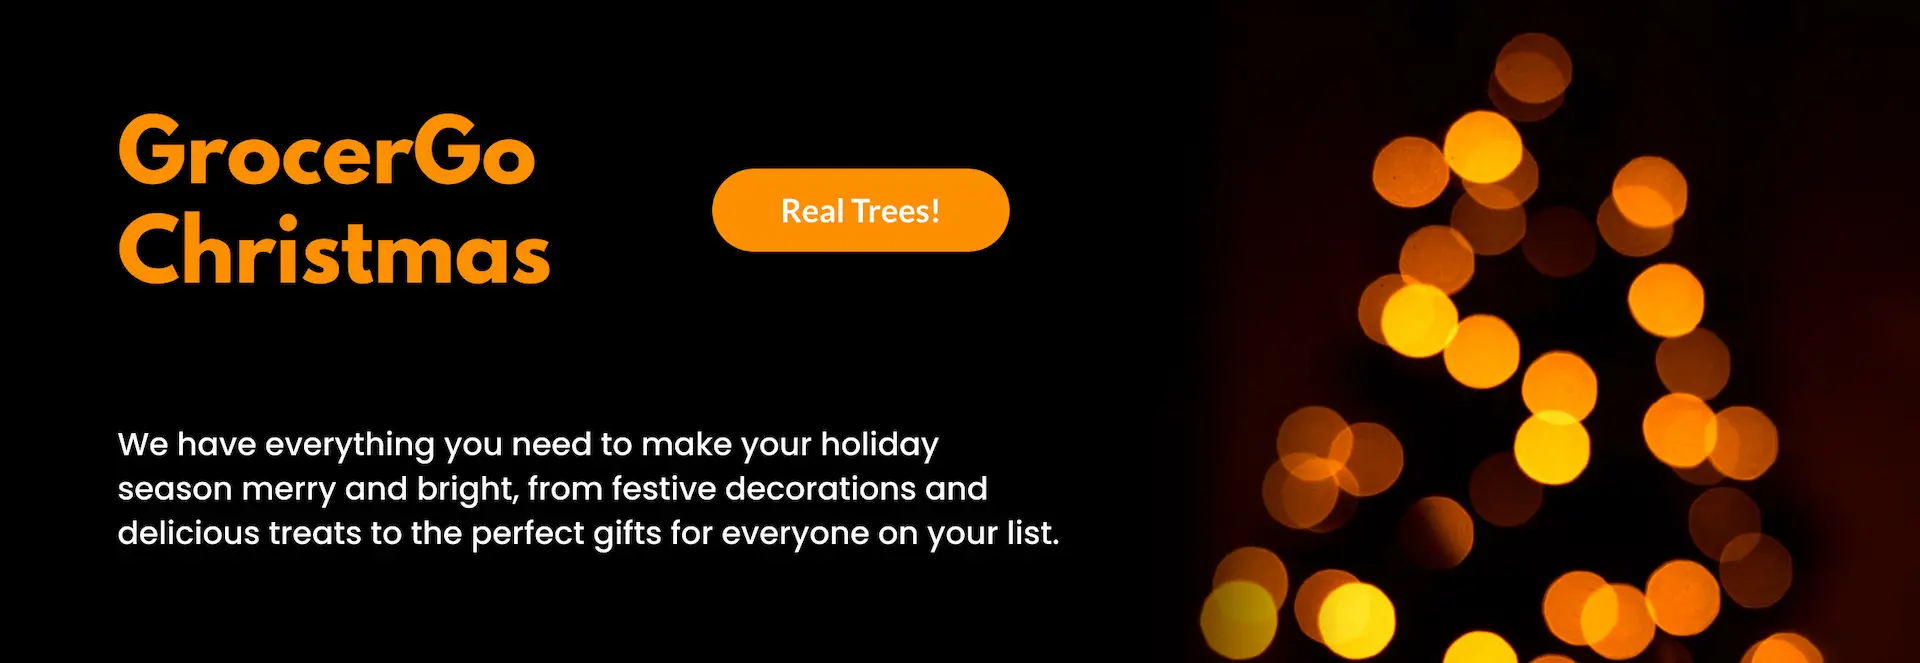 GrocerGo
Christmas
Real Trees!
We have everything you need to make your holiday
season merry and bright, from festive decorations and
delicious treats to the perfect gifts for everyone on your list.